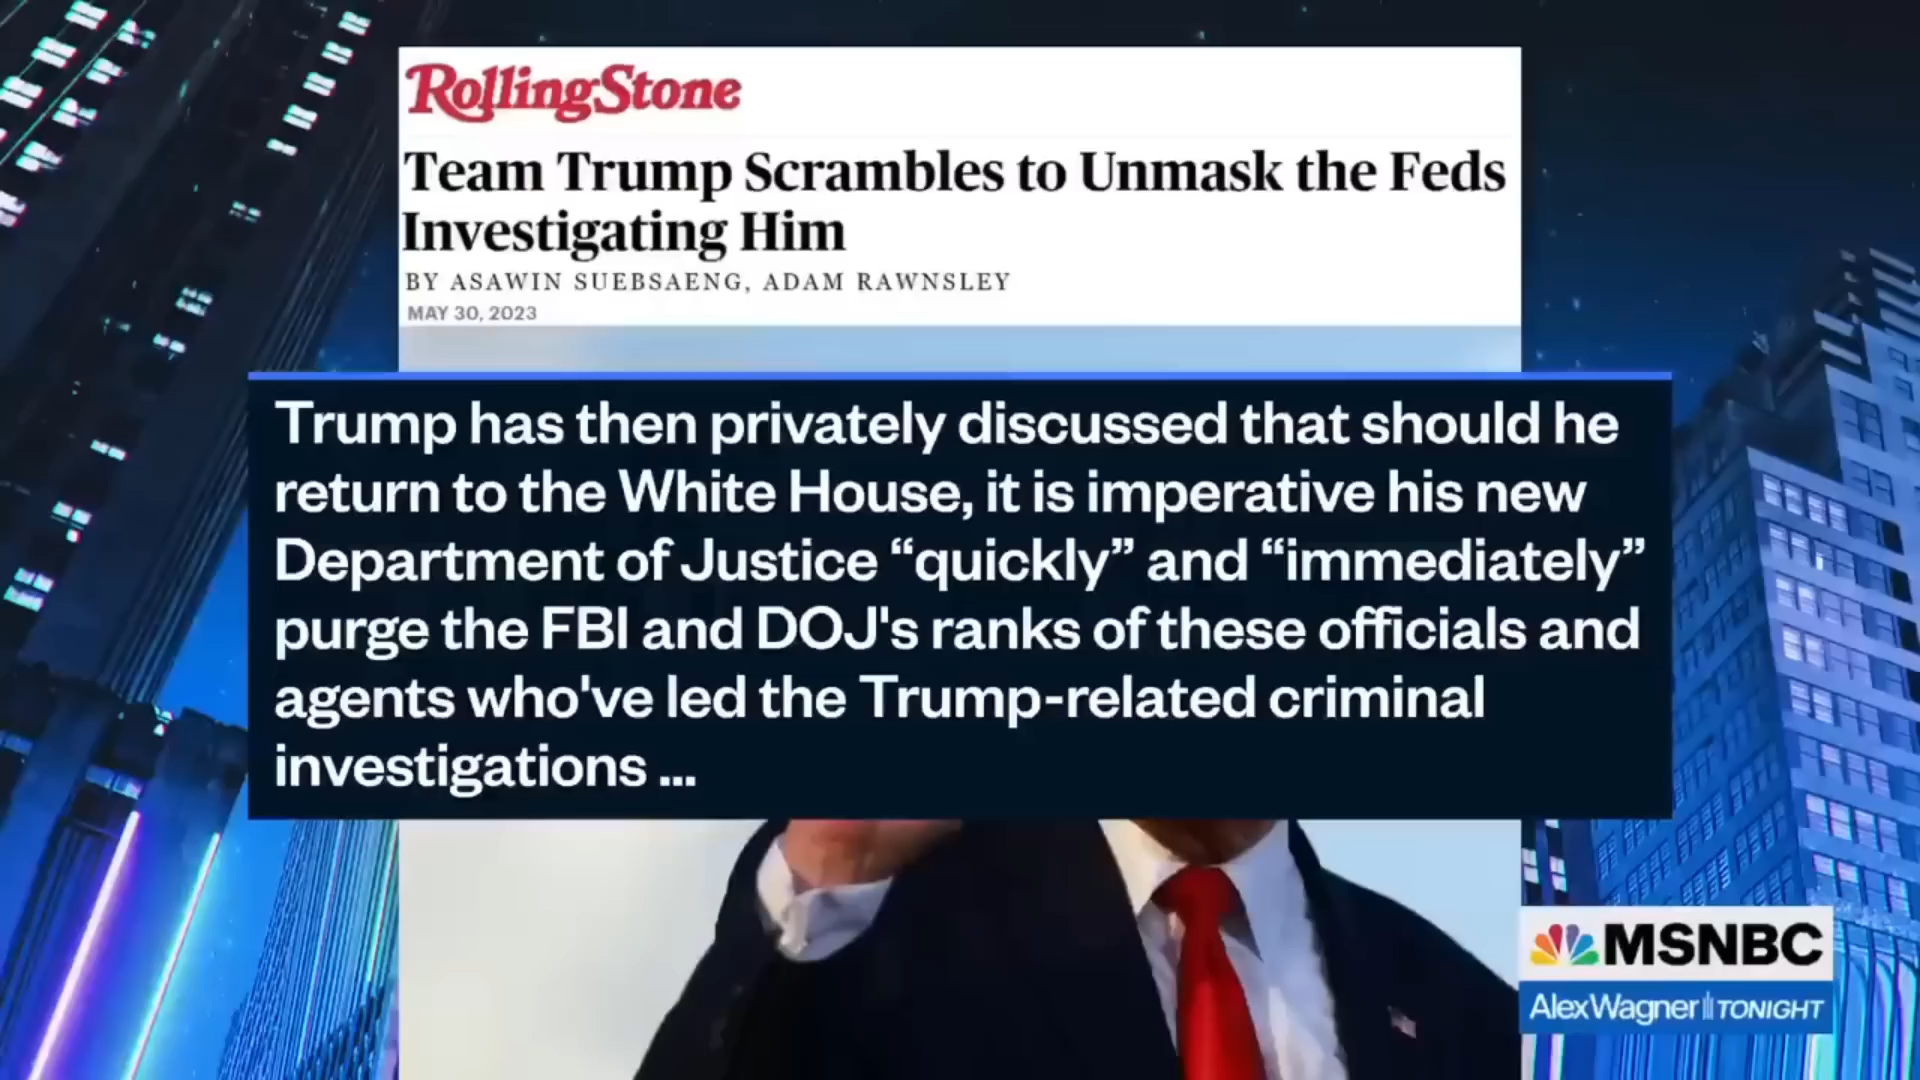 RollingStone
Team Trump Scrambles to Unmask the Feds
Investigating Him
BY ASAWIN SUEBSAENG, ADAM RAWNSLEY
MAY 30, 2023
Trump has then privately discussed that should he
return to the White House, it is imperative his new
Department of Justice “quickly” and “immediately”
purge the FBI and DOJ's ranks of these officials and
agents who've led the Trump-related criminal
investigations ...
MSNBC
AlexWagner TONIGHT